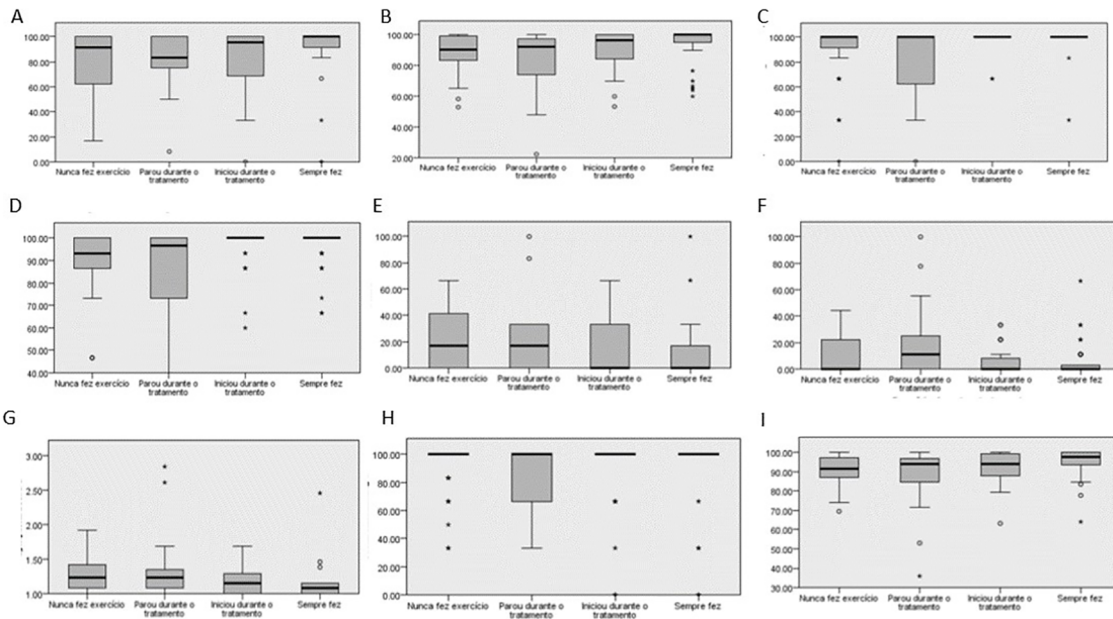 A
100.00
80.00
60.00
40.00
20.00
0.00
Nunca fez exercício
Parou durante o
tratamento
Iniciou durante o
tratamento
Sempre fez
B
100.00
80.00
60.00
40.00
20.00
Nunca fez exercício
Parou durante o
tratamento
Iniciou durante o
tratamento
Sempre fez
C
100.00
80.00
60.00
40.00
20.00
0.00
Nunca fez exercício
Parou durante o
tratamento
Iniciou durante o
tratamento
Sempre fez
D
100.00
90.00
80.00
70.00
60.00
50.00
40.00
Nunca fez exercício
Parou durante o
tratamento
Iniciou durante o
tratamento
Sempre fez
E
100.00
80.00
60.00
40.00
20.00
0.00
Nunca fez exercício
Parou durante o
tratamento
Iniciou durante o
tratamento
Sempre fez
F
100.00
80.00
60.00
40.00
20.00
0.00
Nunca fez exercício
Parou durante o
tratamento
Iniciou durante o
tratamento
Sempre fez
G
3.00
2.50
2.00
1.50
1.00
Nunca fez exercício
Parou durante o
tratamento
Iniciou durante o
tratamento
Sempre fez
H
100.00
80.00
60.00
40.00
20.00
0.00
Nunca fez exercício
Parou durante o
tratamento
Iniciou durante o
tratamento
Sempre fez
I
100.00
90.00
80.00
70.00
60.00
50.00
40.00
30.00
Nunca fez exercício
Parou durante o
tratamento
Iniciou durante o
tratamento
Sempre fez